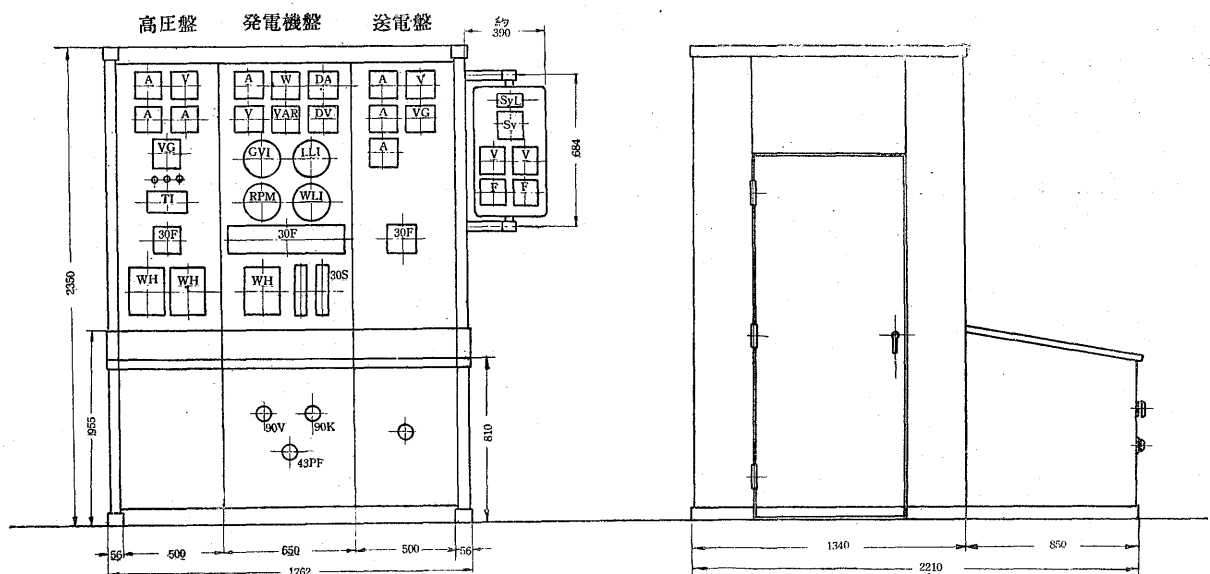 高圧盤 発電機盤 送電盤 約
390
A V A W DA A V
A A V VAR DV A VG
VG GVI LLI A
TI RPM WLI
30F 30F 30F
WH WH WH 30S
SyL
Sy
V V
F F
684
2350
955
810
90V 90K
43PF
56 500 650 500 56
1762
1340 850
2210